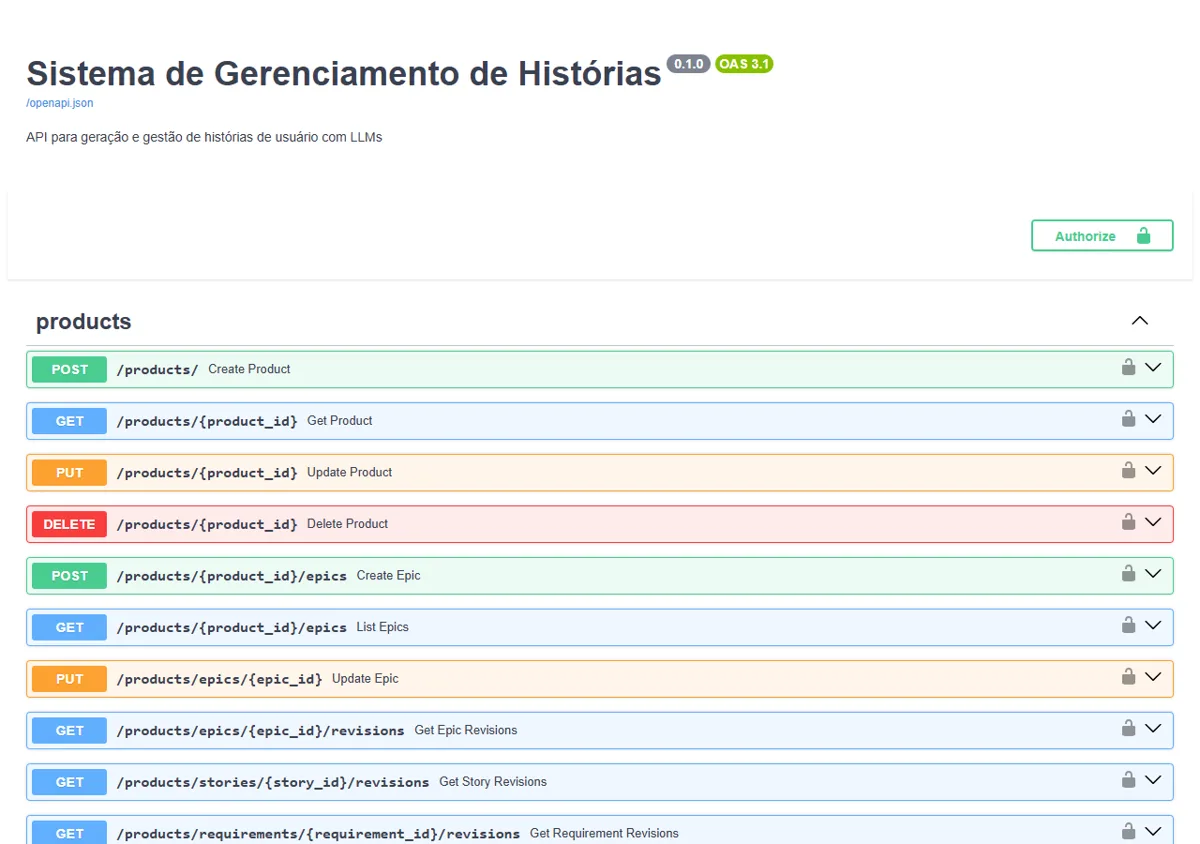 Sistema de Gerenciamento de Histórias 0.1.0 OAS 3.1
/openapi.json
API para geração e gestão de histórias de usuário com LLMs
Authorize
products
POST /products/ Create Product
GET /products/{product_id} Get Product
PUT /products/{product_id} Update Product
DELETE /products/{product_id} Delete Product
POST /products/{product_id}/epics Create Epic
GET /products/{product_id}/epics List Epics
PUT /products/epics/{epic_id} Update Epic
GET /products/epics/{epic_id}/revisions Get Epic Revisions
GET /products/stories/{story_id}/revisions Get Story Revisions
GET /products/requirements/{requirement_id}/revisions Get Requirement Revisions